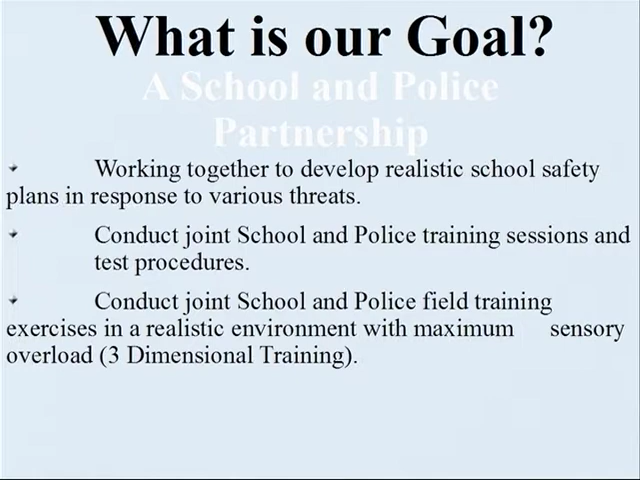 What is our Goal?
A School and Police
Partnership
Working together to develop realistic school safety
plans in response to various threats.
Conduct joint School and Police training sessions and
test procedures.
Conduct joint School and Police field training
exercises in a realistic environment with maximum sensory
overload (3 Dimensional Training).